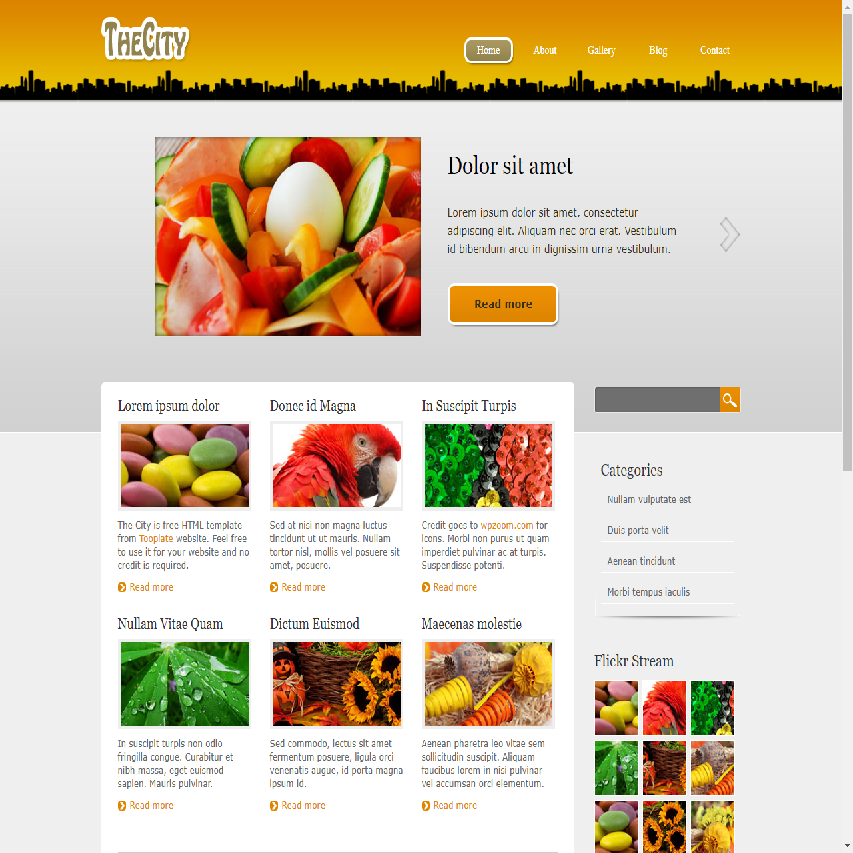 TheCity
Home About Gallery Blog Contact
Dolor sit amet
Lorem ipsum dolor sit amet, consectetur
adipiscing elit. Aliquam nec orci erat. Vestibulum
id bibendum arcu in dignissim urna vestibulum.
Read more
Lorem ipsum dolor
The City is free HTML template
from Tooplate website. Feel free
to use it for your website and no
credit is required.
Read more
Donec id Magna
Sed at nisi non magna luctus
tincidunt ut ut mauris. Nullam
tortor nisl, mollis vel posuere sit
amet, posuere.
Read more
In Suscipit Turpis
Credit goes to wpzoom.com for
icons. Morbi non purus ut quam
imperdiet pulvinar ac at turpis.
Suspendisse potenti.
Read more
Nullam Vitae Quam
In suscipit turpis non odio
fringilla congue. Curabitur et
nibh massa, eget euismod
sapien. Mauris pulvinar.
Read more
Dictum Euismod
Sed commodo, lectus sit amet
fermentum posuere, ligula orci
venenatis augue, id porta magna
ipsum id.
Read more
Maecenas molestie
Aenean pharetra leo vitae sem
sollicitudin suscipit. Aliquam
faucibus lorem in nisi pulvinar
vel accumsan orci elementum.
Read more
Categories
Nullam vulputate est
Duis porta velit
Aenean tincidunt
Morbi tempus iaculis
Flickr Stream